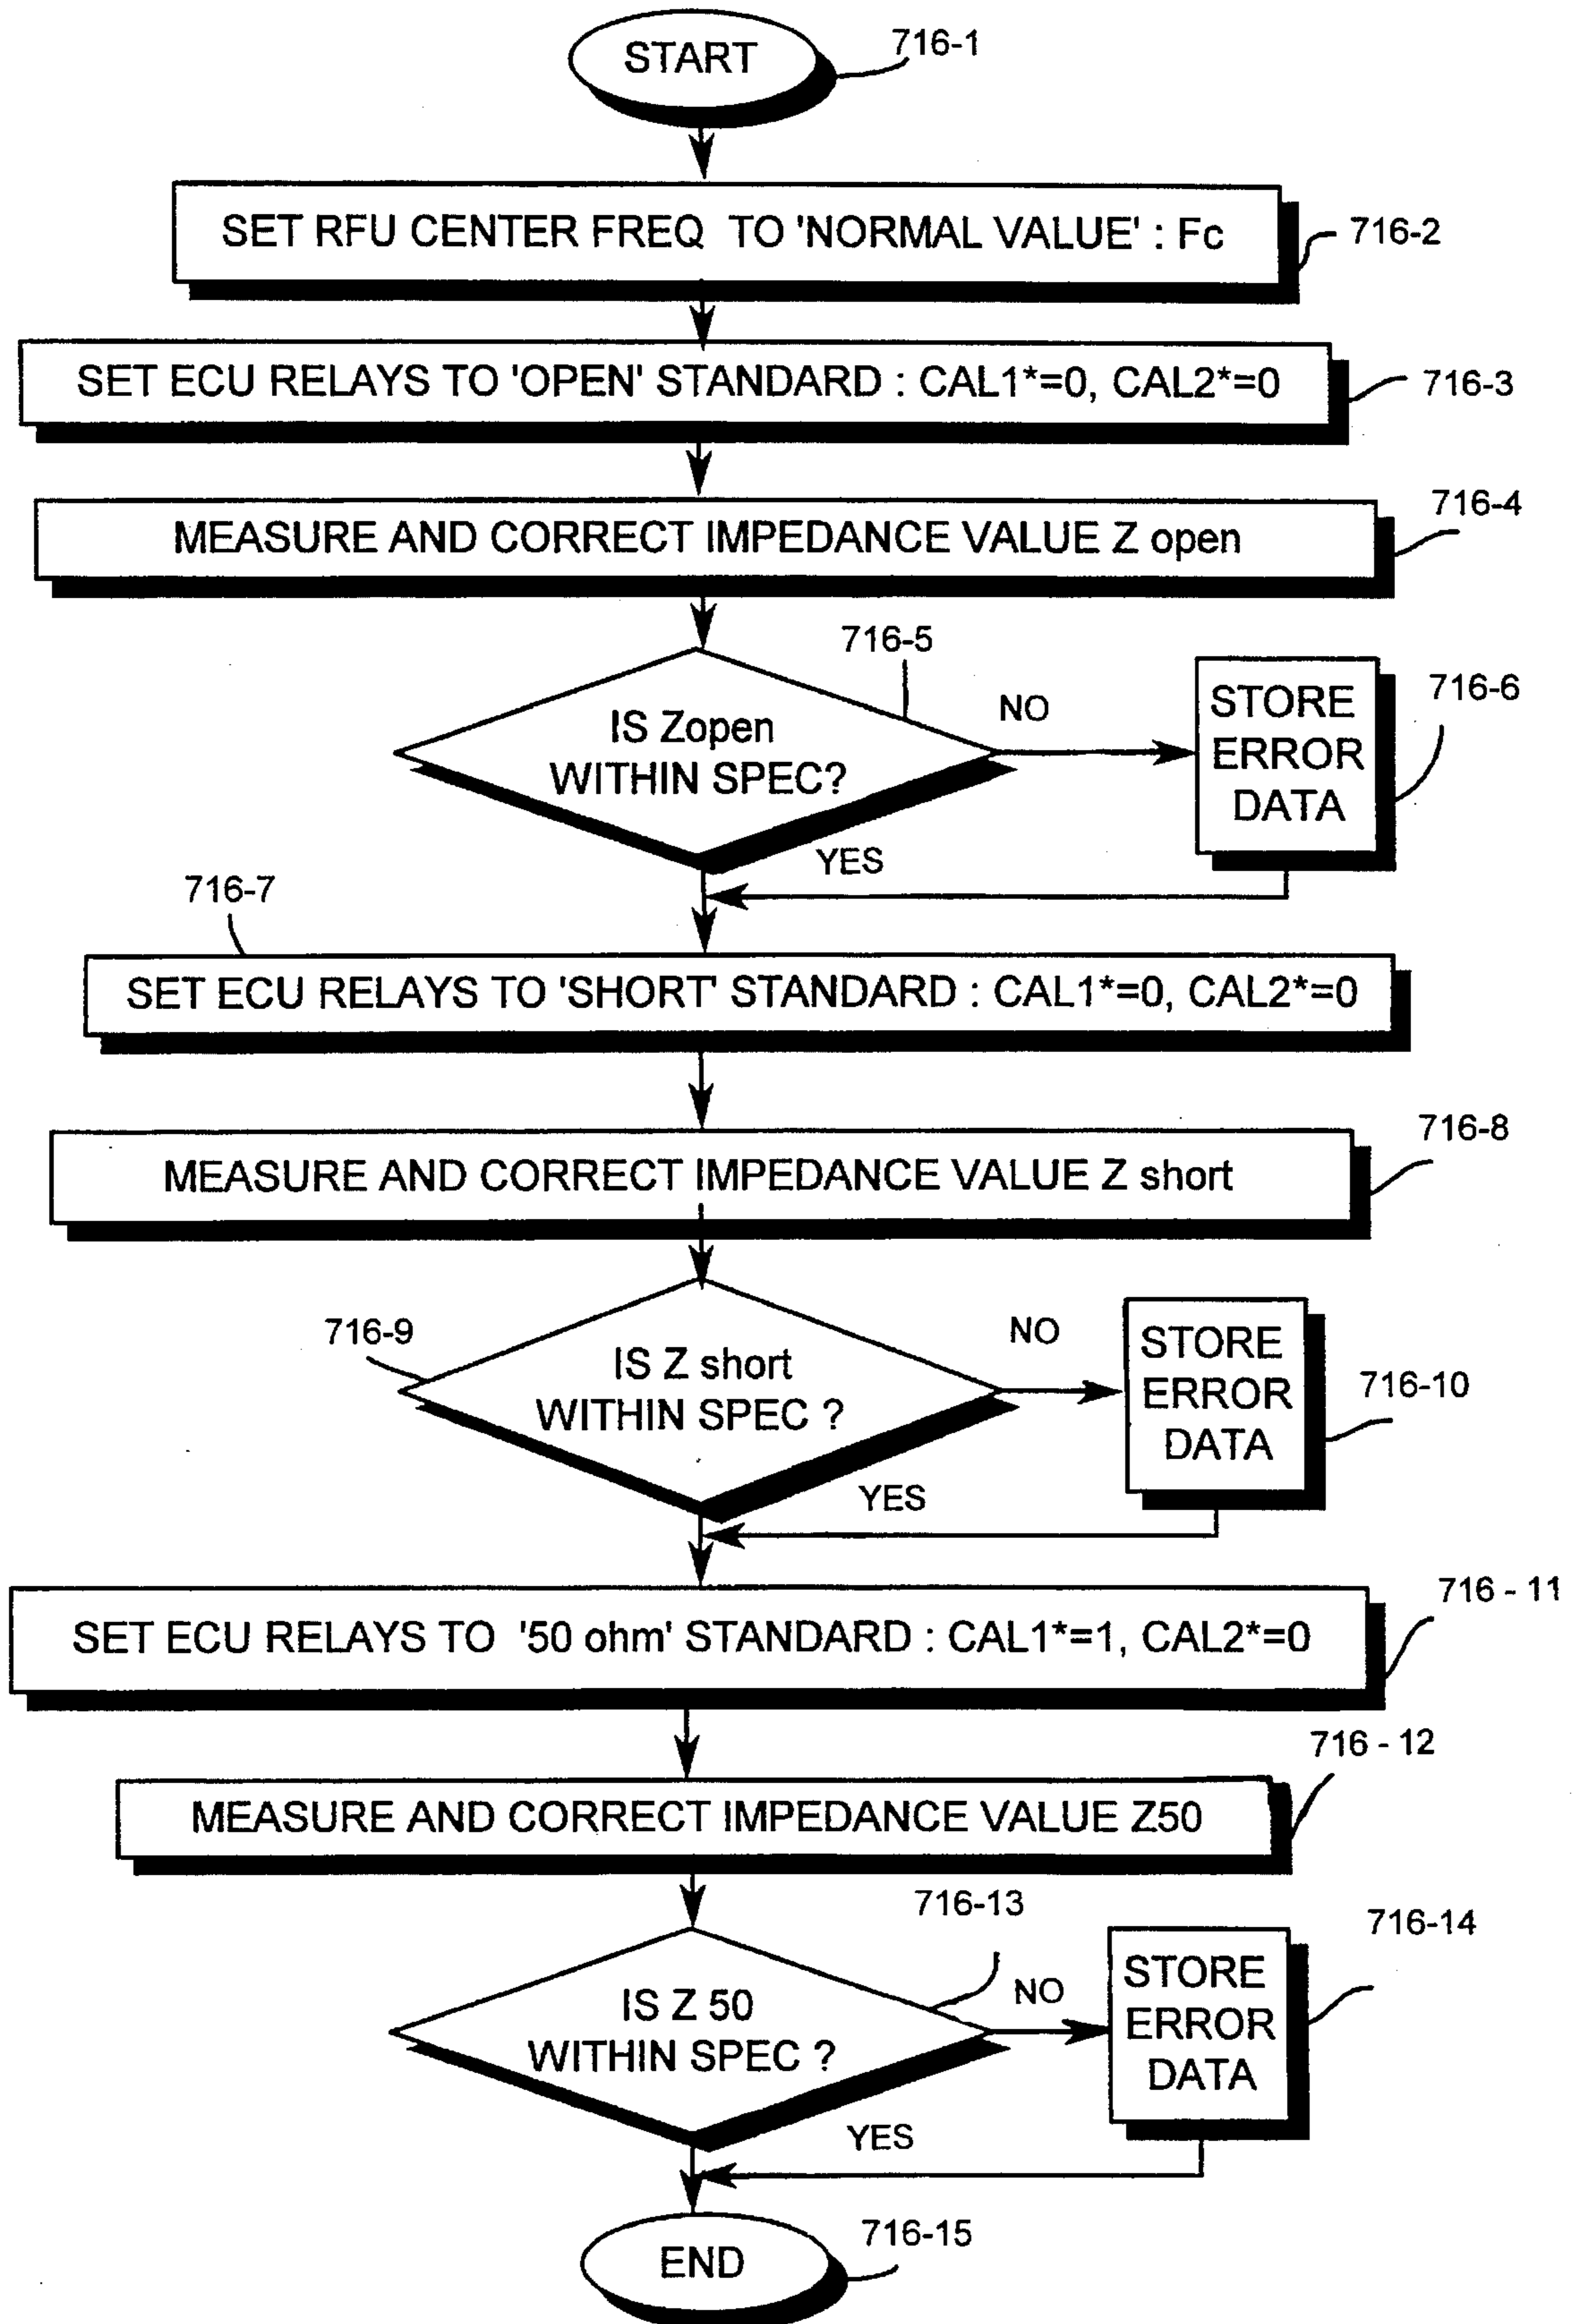 START
716-1
SET RFU CENTER FREQ TO 'NORMAL VALUE' : Fc
716-2
SET ECU RELAYS TO 'OPEN' STANDARD : CAL1*=0, CAL2*=0
716-3
MEASURE AND CORRECT IMPEDANCE VALUE Z open
716-4
716-5
IS Zopen
WITHIN SPEC?
NO
STORE
ERROR
DATA
716-6
YES
716-7
SET ECU RELAYS TO 'SHORT' STANDARD : CAL1*=0, CAL2*=0
MEASURE AND CORRECT IMPEDANCE VALUE Z short
716-8
716-9
IS Z short
WITHIN SPEC ?
NO
STORE
ERROR
DATA
716-10
YES
SET ECU RELAYS TO '50 ohm' STANDARD : CAL1*=1, CAL2*=0
716 - 11
MEASURE AND CORRECT IMPEDANCE VALUE Z50
716 - 12
716-13
IS Z 50
WITHIN SPEC ?
NO
STORE
ERROR
DATA
716-14
YES
END
716-15